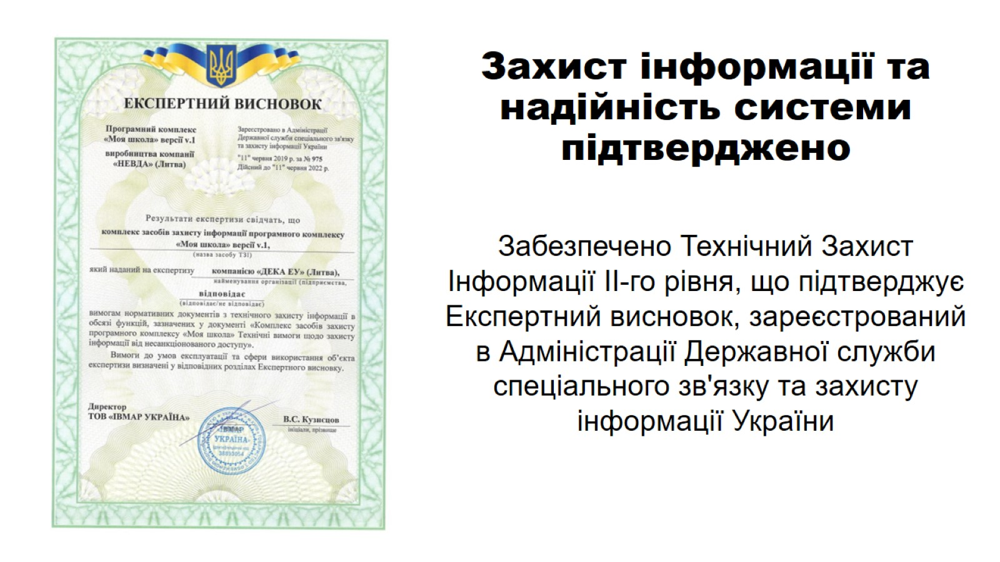 ЕКСПЕРТНИЙ ВИСНОВОК
Програмний комплекс
«Моя школа» версії v.1
виробництва компанії
«НЕВДА» (Литва)
Зареєстровано в Адміністрації
Державної служби спеціального зв'язку
та захисту інформації України
"11" червня 2019 р. за № 975
Дійсний до "11" червня 2022 р.
Результати експертизи свідчать, що
комплекс засобів захисту інформації програмного комплексу
«Моя школа» версії v.1,
(назва засобу ТЗІ)
який наданий на експертизу компанією «ДЕКА ЕУ» (Литва),
найменування організації (підприємства,
відповідає
(відповідає/не відповідає)
вимогам нормативних документів з технічного захисту інформації в
обсязі функцій, зазначених у документі «Комплекс засобів захисту
програмного комплексу «Моя школа» Технічні вимоги щодо захисту
інформації від несанкціонованого доступу».
Вимоги до умов експлуатації та сфери використання об’єкта
експертизи визначені у відповідних розділах Експертного висновку.
Директор
ТОВ «ІВМАР УКРАЇНА»
В.С. Кузнєцов
ініціали, прізвище
«ІВМАР
УКРАЇНА»
Захист інформації та
надійність системи
підтверджено
Забезпечено Технічний Захист
Інформації ІІ-го рівня, що підтверджує
Експертний висновок, зареєстрований
в Адміністрації Державної служби
спеціального зв'язку та захисту
інформації України